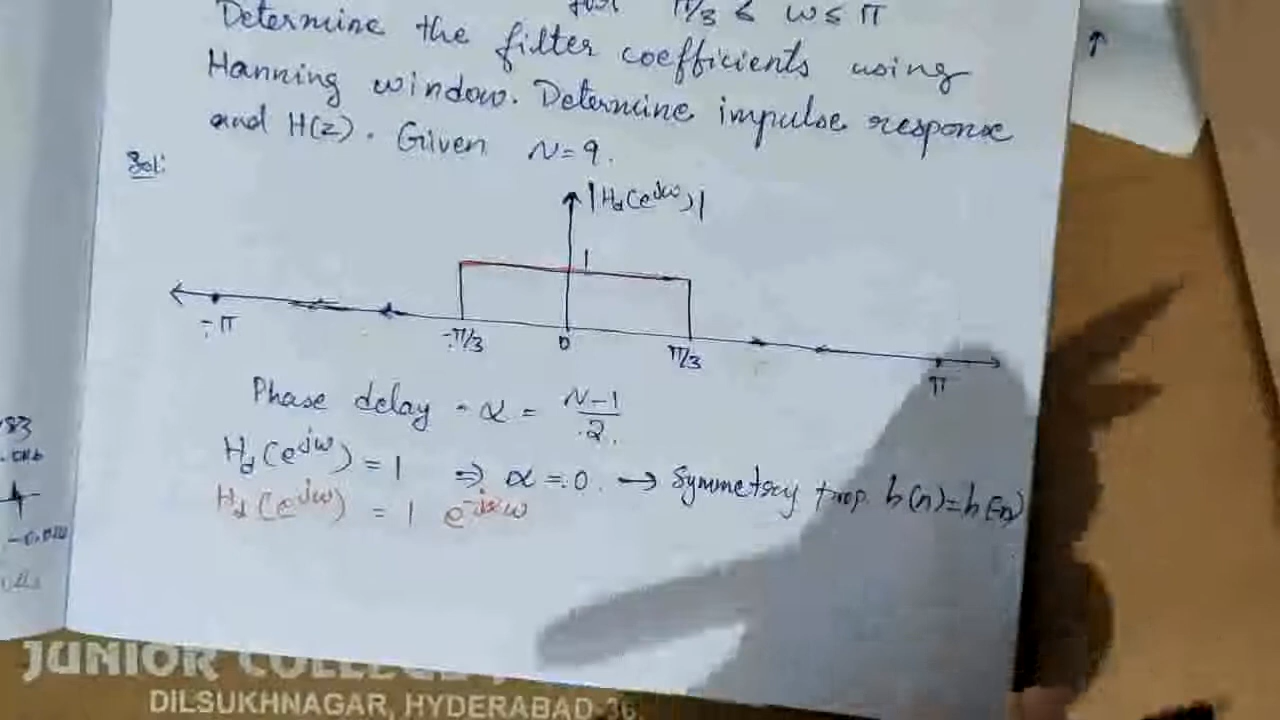 for π/3 ≤ ω ≤ π
Determine the filter coefficients using
Hanning window. Determine impulse response
and H(z). Given N=9.
Sol:
|Hd(e^jω)|
1
-π
-π/3
0
π/3
π
Phase delay - α = N-1/2
Hd(e^jω) = 1 ⇒ α = 0. → Symmetry prop. h(n)=h(-n)
Hd(e^jω) = 1 e^-jαω
JUNIOR COLLEGE
DILSUKHNAGAR, HYDERABAD-36.